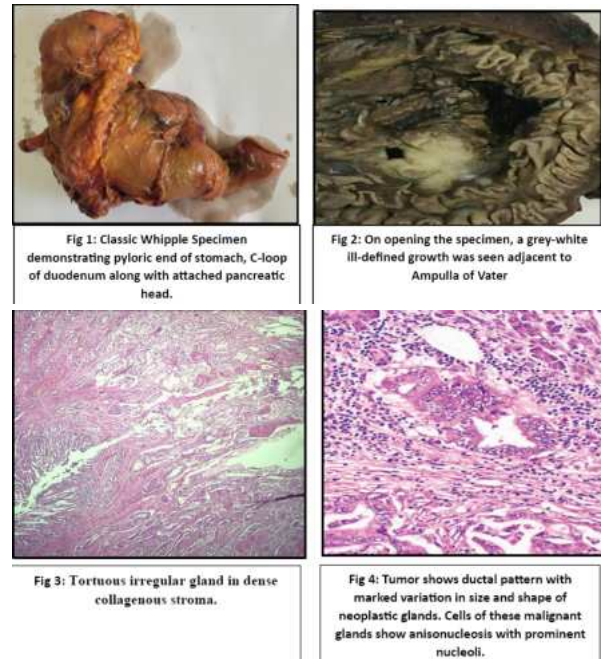 Fig 1: Classic Whipple Specimen
demonstrating pyloric end of stomach, C-loop
of duodenum along with attached pancreatic
head.
Fig 2: On opening the specimen, a grey-white
ill-defined growth was seen adjacent to
Ampulla of Vater
Fig 3: Tortuous irregular gland in dense
collagenous stroma.
Fig 4: Tumor shows ductal pattern with
marked variation in size and shape of
neoplastic glands. Cells of these malignant
glands show anisonucleosis with prominent
nucleoli.